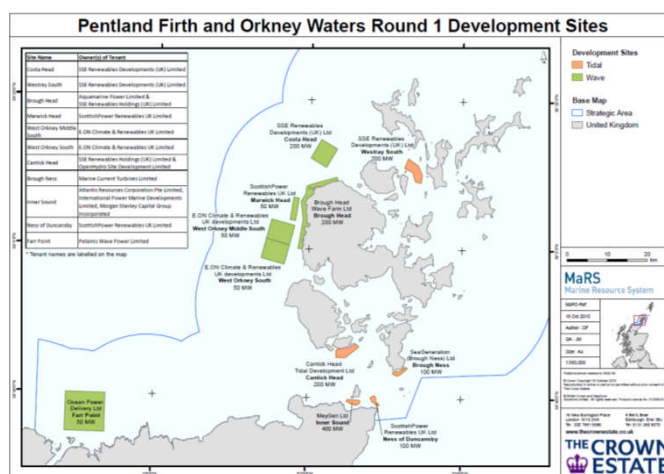 Pentland Firth and Orkney Waters Round 1 Development Sites
Site Name Owner(s) of Tenant
Costa Head SSE Renewables Developments (UK) Limited
Westray South SSE Renewables Developments (UK) Limited
Brough Head Aquamarine Power Limited &
SSE Renewables Holdings (UK) Limited
Marwick Head ScottishPower Renewables UK Limited
West Orkney Middle
South E.ON Climate & Renewables UK Limited
West Orkney South E.ON Climate & Renewables UK Limited
Cantick Head SSE Renewables Holdings (UK) Limited &
OpenHydro Site Development Limited
Brough Ness Marine Current Turbines Limited
Inner Sound Atlantis Resources Corporation Pte Limited,
International Power Marine Developments
Limited, Morgan Stanley Capital Group
Incorporated
Ness of Duncansby ScottishPower Renewables UK Limited
Farr Point Pelamis Wave Power Limited
* Tenant names are labelled on the map
SSE Renewables
Developments (UK) Ltd
Costa Head
200 MW
SSE Renewables
Developments (UK) Ltd
Westray South
200 MW
ScottishPower
Renewables UK Ltd
Marwick Head
50 MW
Brough Head
Wave Farm Ltd
Brough Head
200 MW
E.ON Climate & Renewables
UK developments Ltd
West Orkney Middle South
50 MW
E.ON Climate & Renewables
UK developments Ltd
West Orkney South
50 MW
Cantick Head
Tidal Development Ltd
Cantick Head
200 MW
SeaGeneration
(Brough Ness) Ltd
Brough Ness
100 MW
Ocean Power
Delivery Ltd
Farr Point
50 MW
MeyGen Ltd
Inner Sound
400 MW
ScottishPower
Renewables UK Ltd
Ness of Duncansby
100 MW
Development Sites
Tidal
Wave
Base Map
Strategic Area
United Kingdom
0 10 20
km
MaRS
Marine Resource System
www.thecrownestate.co.uk
THE CROWN
ESTATE